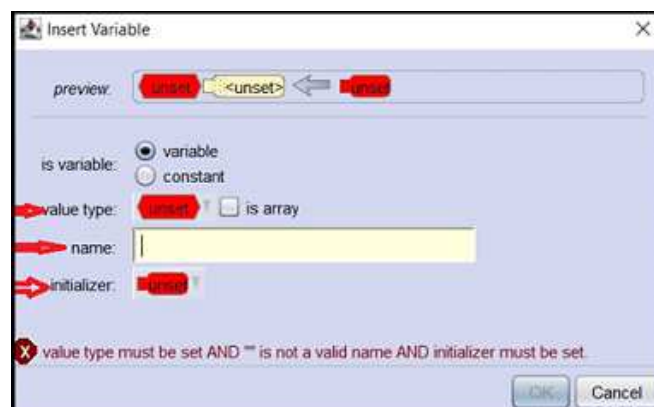 Insert Variable
preview: unset <unset> unset
is variable: variable
constant
value type: unset is array
name:
initializer: unset
value type must be set AND "" is not a valid name AND initializer must be set.
OK Cancel